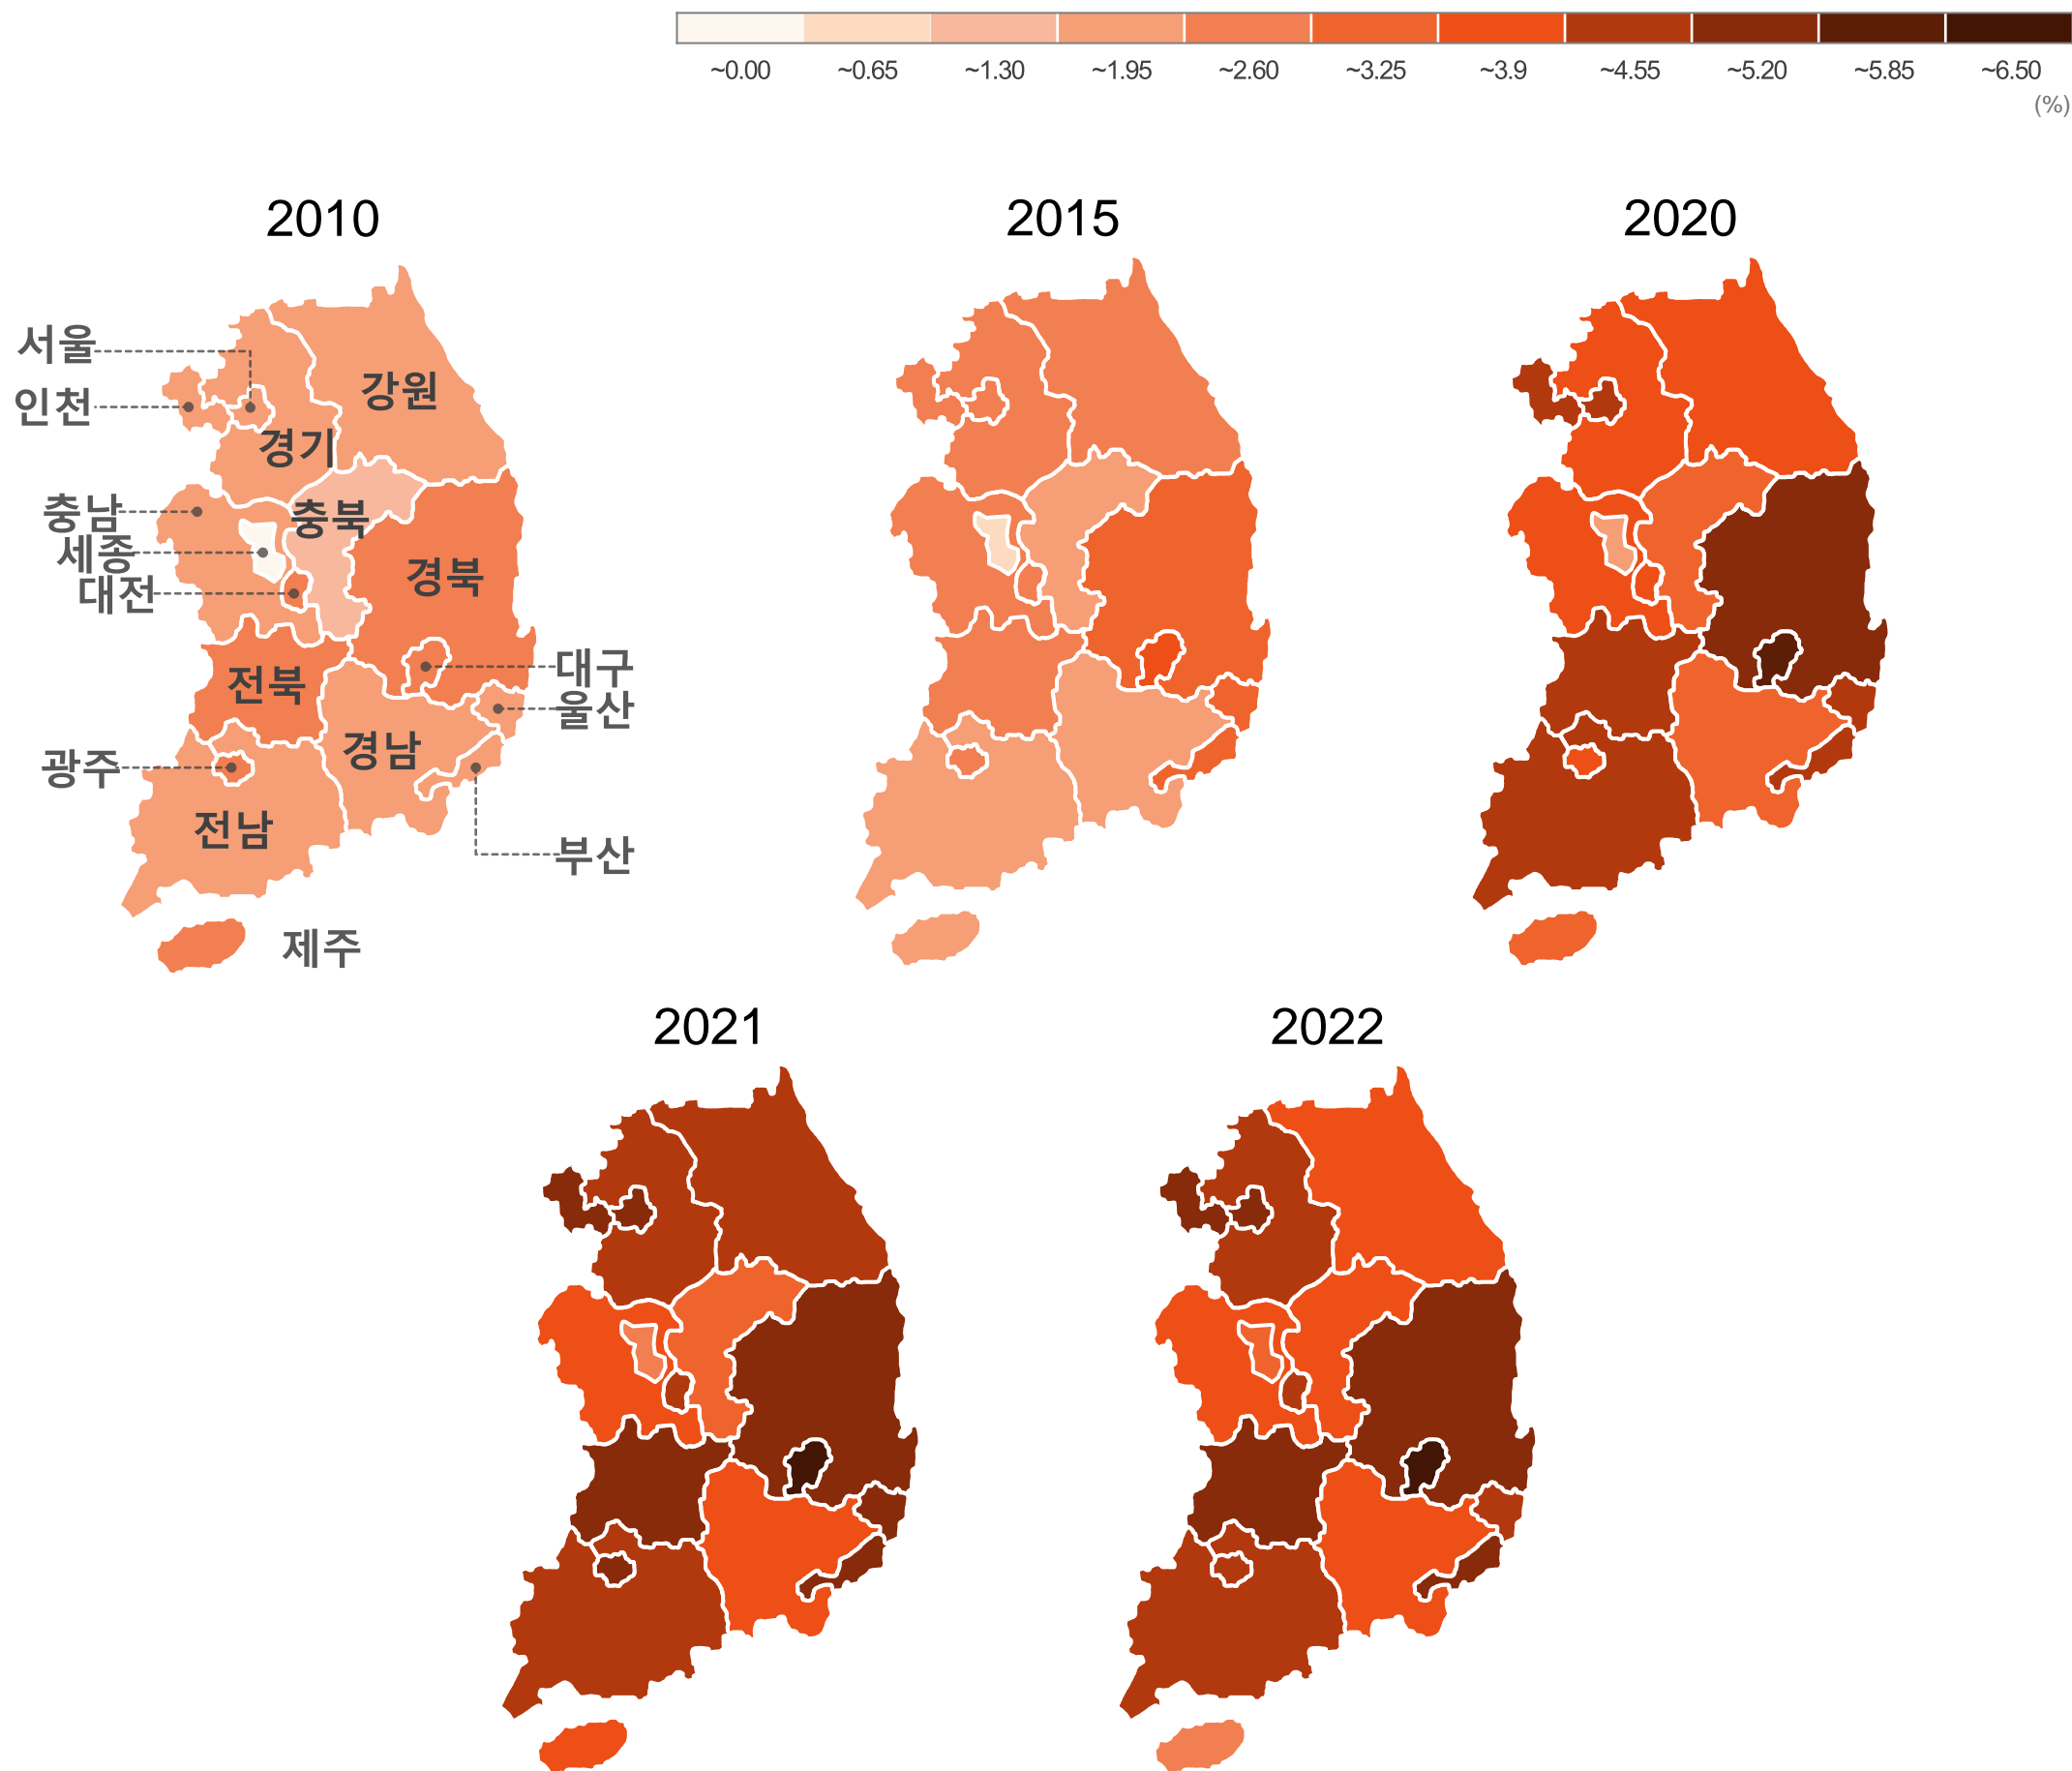 ~0.00 ~0.65 ~1.30 ~1.95 ~2.60 ~3.25 ~3.9 ~4.55 ~5.20 ~5.85 ~6.50
(%)
2010
서울
인천
강원
경기
충남
충북
세종
대전
경북
대구
울산
전북
경남
광주
전남
부산
제주
2015
2020
2021
2022